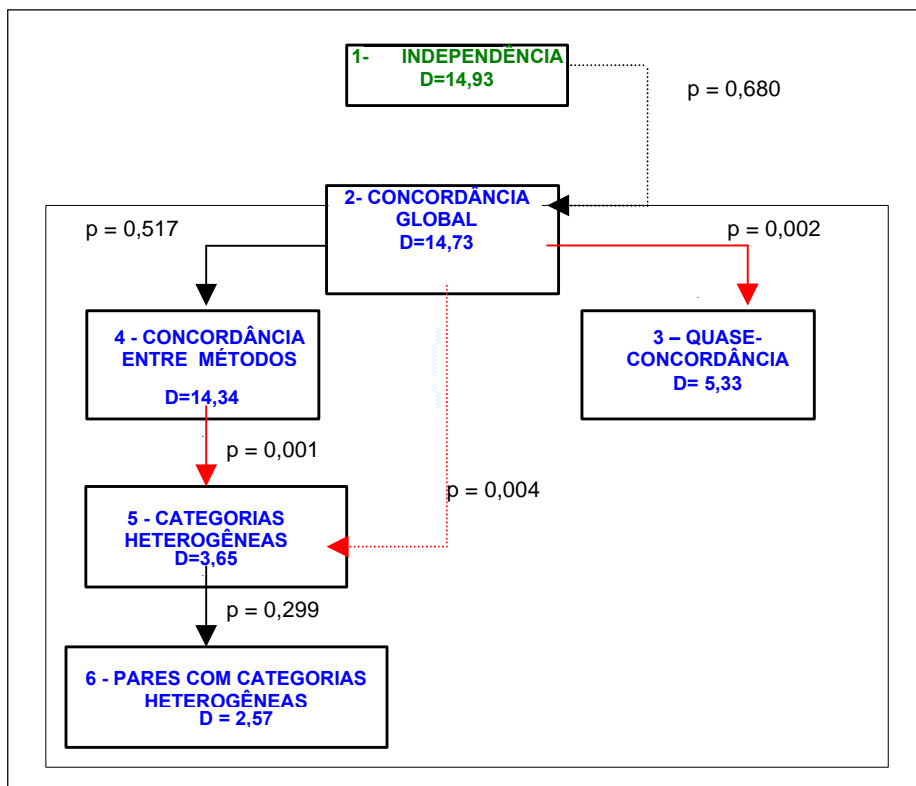 1- INDEPENDÊNCIA
D=14,93
p = 0,680
2- CONCORDÂNCIA
GLOBAL
D=14,73
p = 0,517
p = 0,002
4 - CONCORDÂNCIA
ENTRE MÉTODOS
D=14,34
3 – QUASE-
CONCORDÂNCIA
D= 5,33
p = 0,001
p = 0,004
5 - CATEGORIAS
HETEROGÊNEAS
D=3,65
p = 0,299
6 - PARES COM CATEGORIAS
HETEROGÊNEAS
D = 2,57